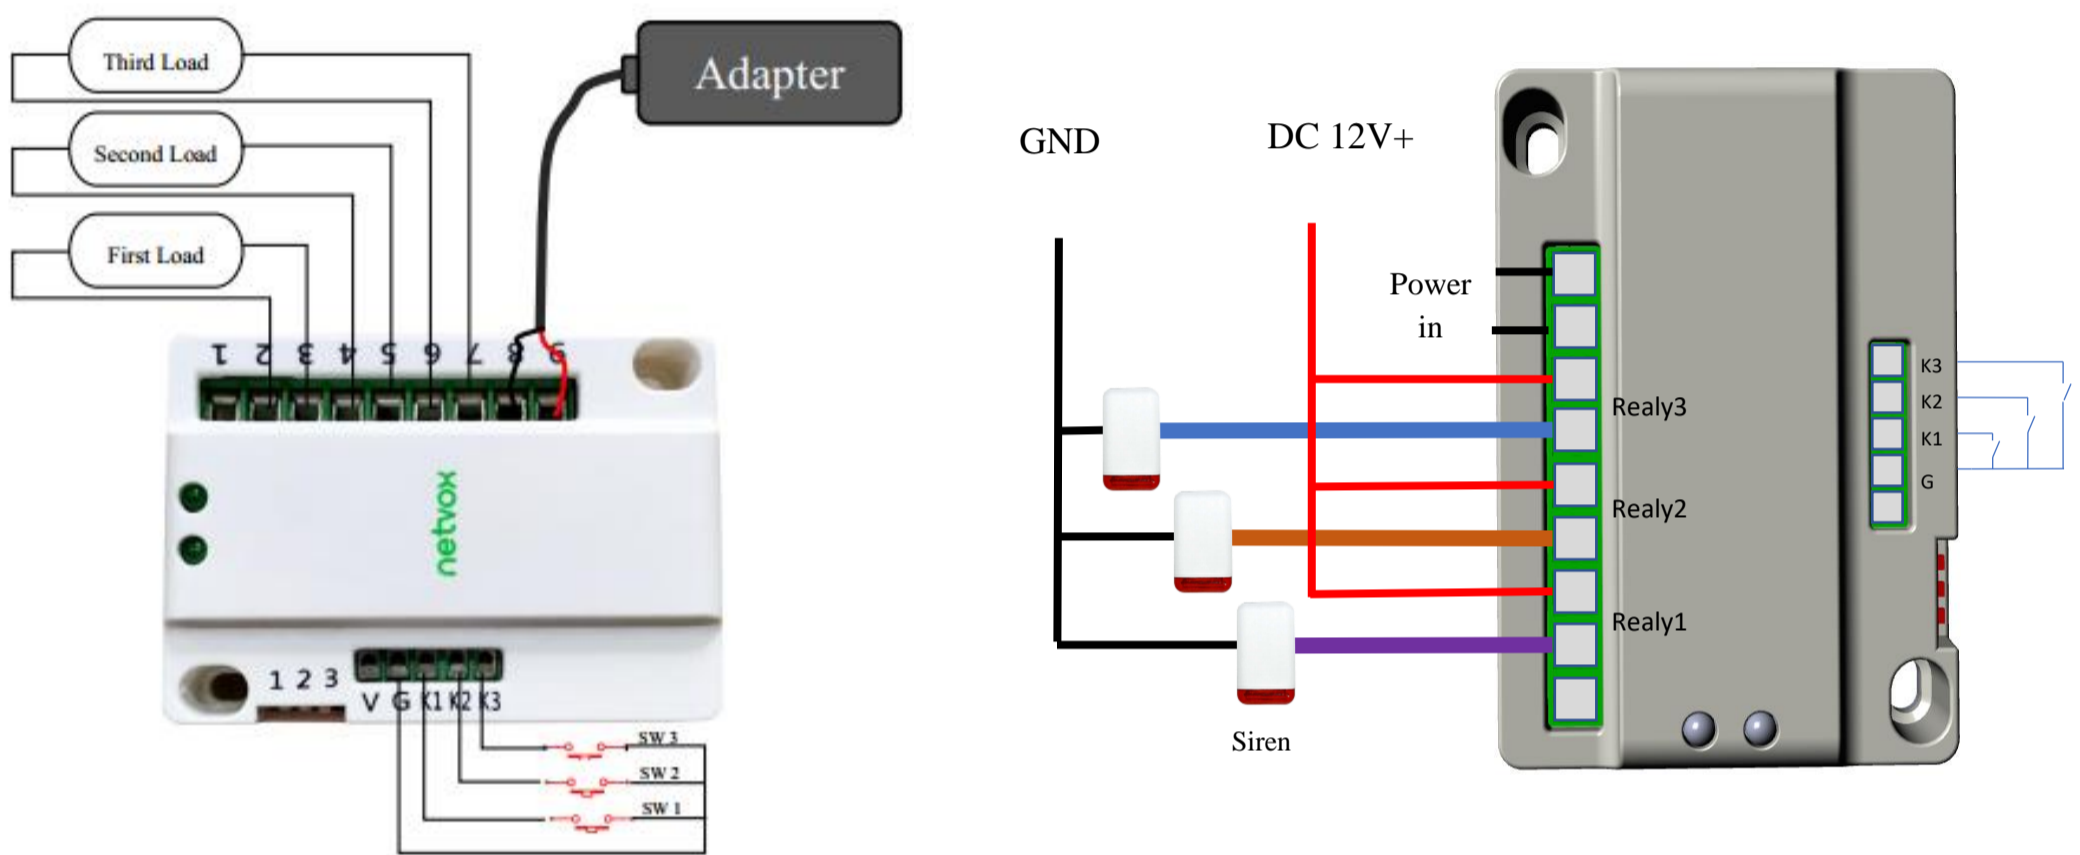 Third Load
Second Load
First Load
Adapter
1 2 3 4 5 6 7 8 9
netvox
1 2 3
V G K1 K2 K3
SW 3
SW 2
SW 1
GND
DC 12V+
Power
in
Realy3
Realy2
Realy1
Siren
K3
K2
K1
G